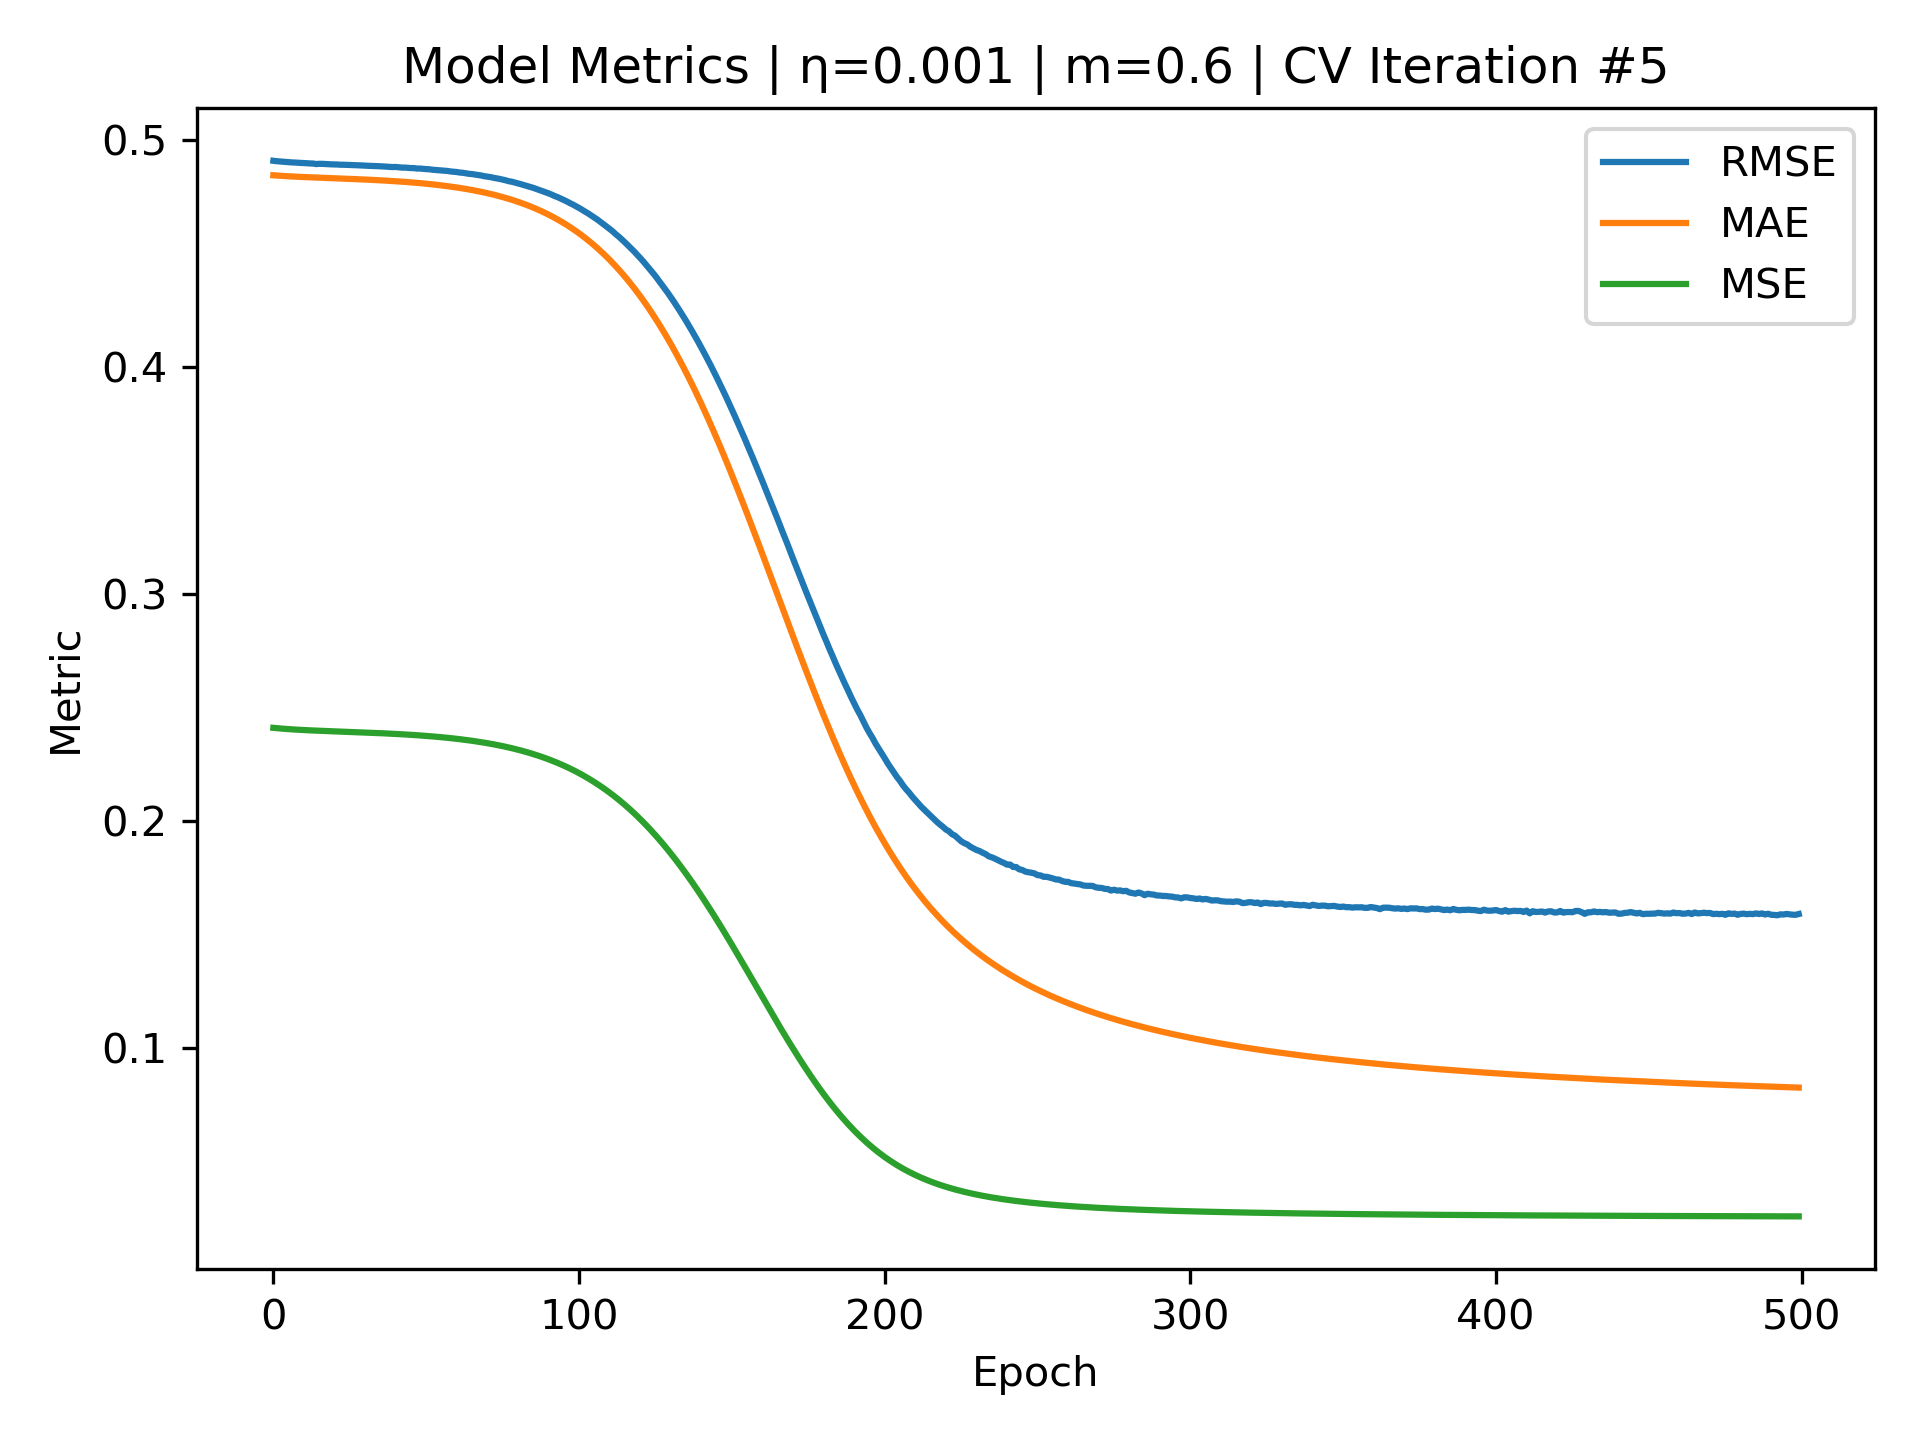 Model Metrics | η=0.001 | m=0.6 | CV Iteration #5
0.5
0.4
0.3
0.2
0.1
Metric
RMSE
MAE
MSE
0 100 200 300 400 500
Epoch